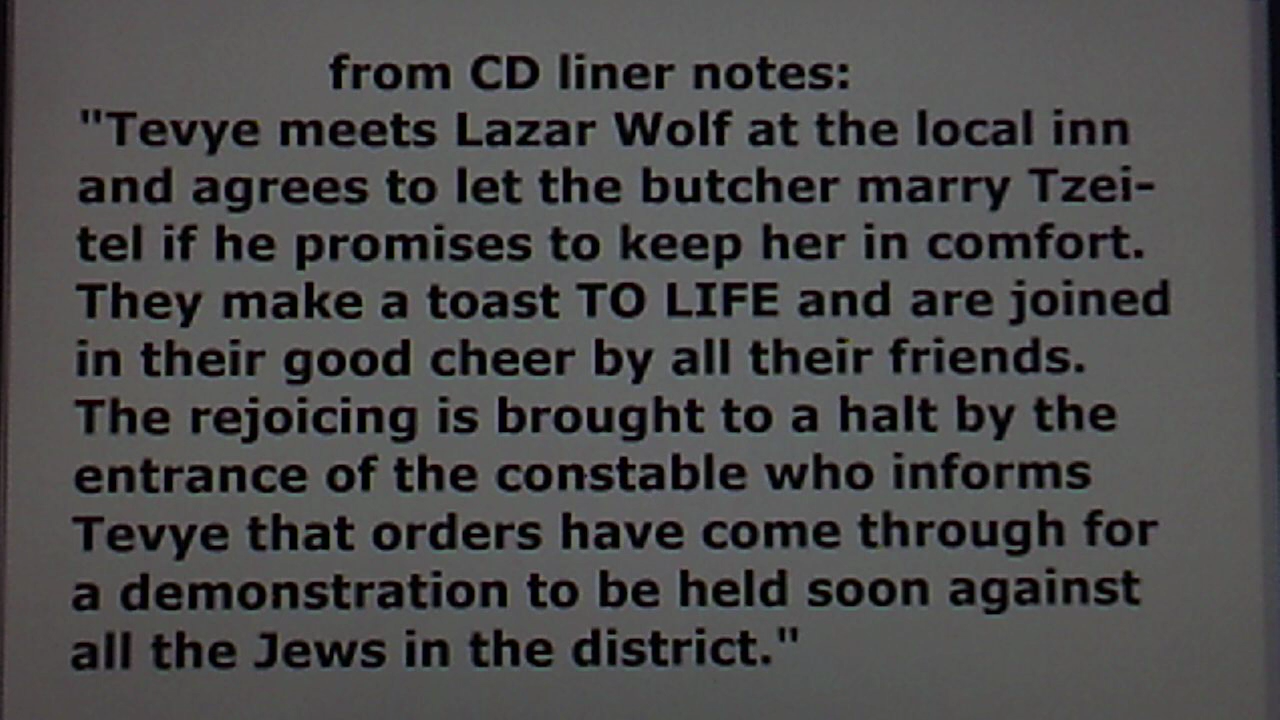 from CD liner notes:
"Tevye meets Lazar Wolf at the local inn
and agrees to let the butcher marry Tzei-
tel if he promises to keep her in comfort.
They make a toast TO LIFE and are joined
in their good cheer by all their friends.
The rejoicing is brought to a halt by the
entrance of the constable who informs
Tevye that orders have come through for
a demonstration to be held soon against
all the Jews in the district."